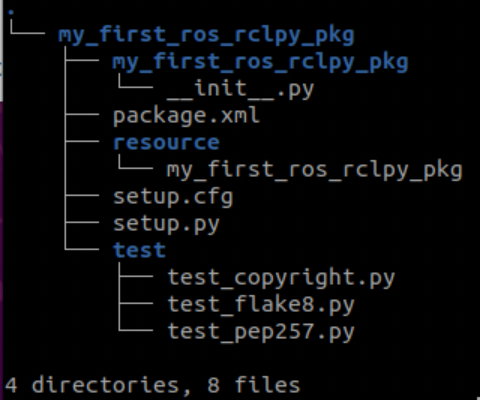 .
└── my_first_ros_rclpy_pkg
    ├── my_first_ros_rclpy_pkg
    │   └── __init__.py
    ├── package.xml
    ├── resource
    │   └── my_first_ros_rclpy_pkg
    ├── setup.cfg
    ├── setup.py
    └── test
        ├── test_copyright.py
        ├── test_flake8.py
        └── test_pep257.py

4 directories, 8 files